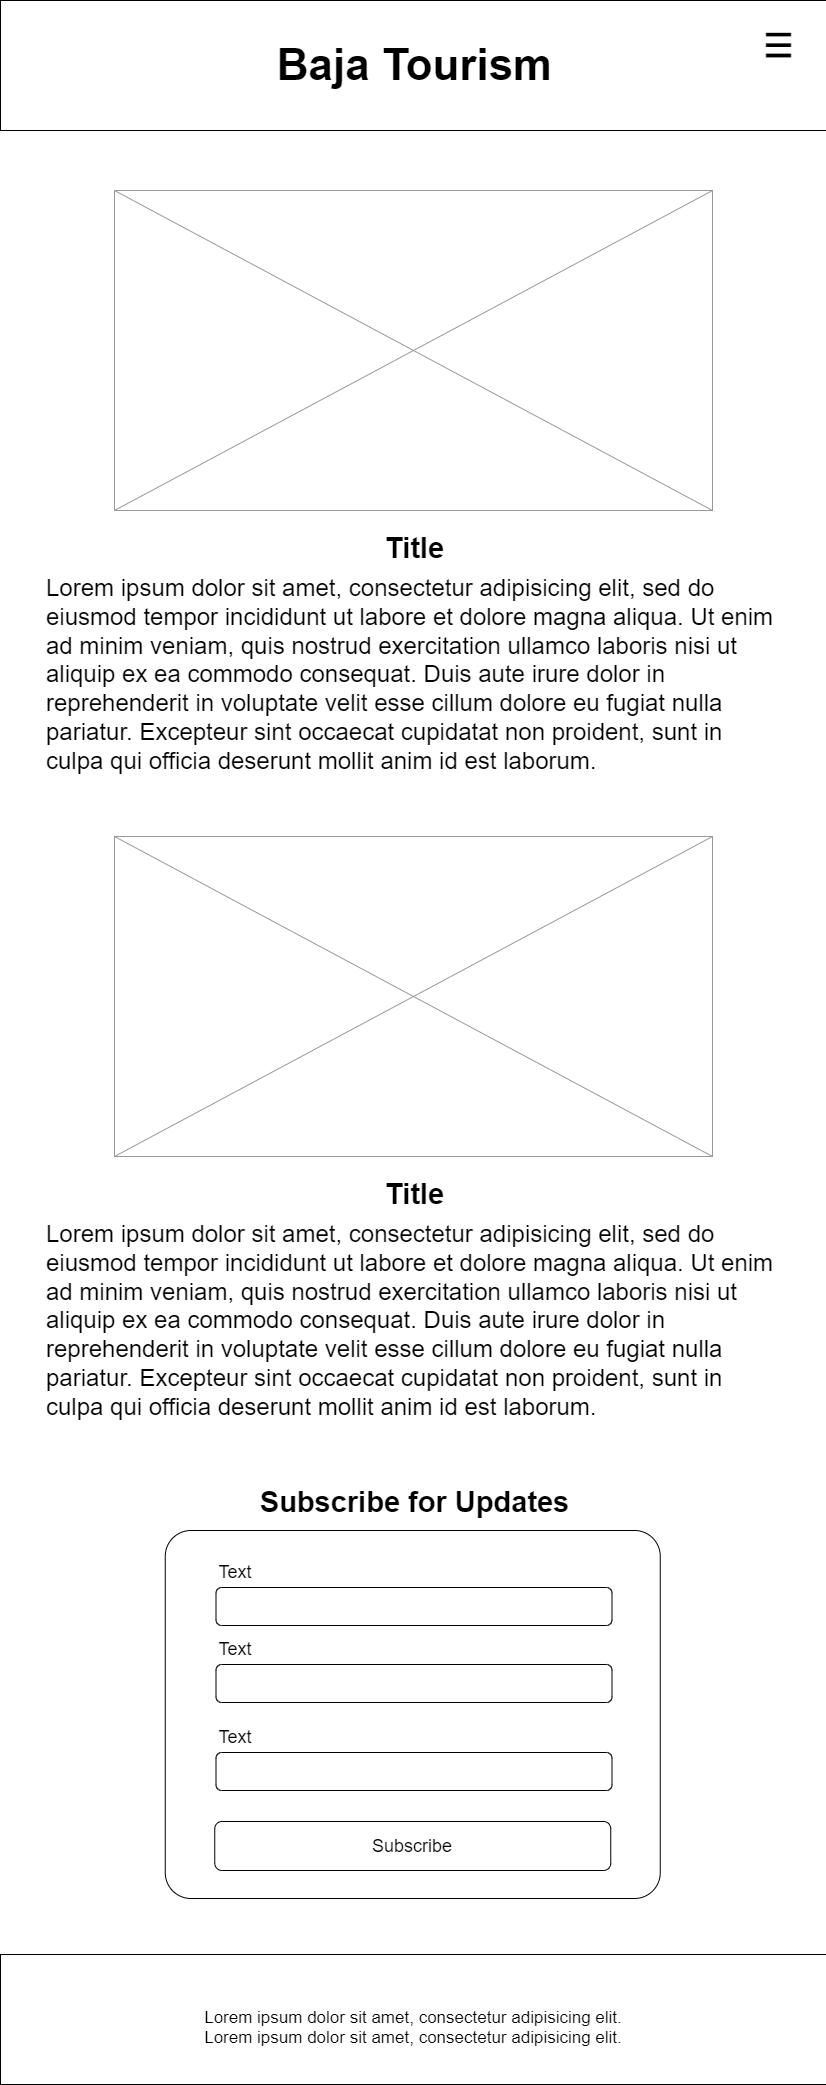 Baja Tourism
☰
Title
Lorem ipsum dolor sit amet, consectetur adipisicing elit, sed do
eiusmod tempor incididunt ut labore et dolore magna aliqua. Ut enim
ad minim veniam, quis nostrud exercitation ullamco laboris nisi ut
aliquip ex ea commodo consequat. Duis aute irure dolor in
reprehenderit in voluptate velit esse cillum dolore eu fugiat nulla
pariatur. Excepteur sint occaecat cupidatat non proident, sunt in
culpa qui officia deserunt mollit anim id est laborum.
Title
Lorem ipsum dolor sit amet, consectetur adipisicing elit, sed do
eiusmod tempor incididunt ut labore et dolore magna aliqua. Ut enim
ad minim veniam, quis nostrud exercitation ullamco laboris nisi ut
aliquip ex ea commodo consequat. Duis aute irure dolor in
reprehenderit in voluptate velit esse cillum dolore eu fugiat nulla
pariatur. Excepteur sint occaecat cupidatat non proident, sunt in
culpa qui officia deserunt mollit anim id est laborum.
Subscribe for Updates
Text
Text
Text
Subscribe
Lorem ipsum dolor sit amet, consectetur adipisicing elit.
Lorem ipsum dolor sit amet, consectetur adipisicing elit.